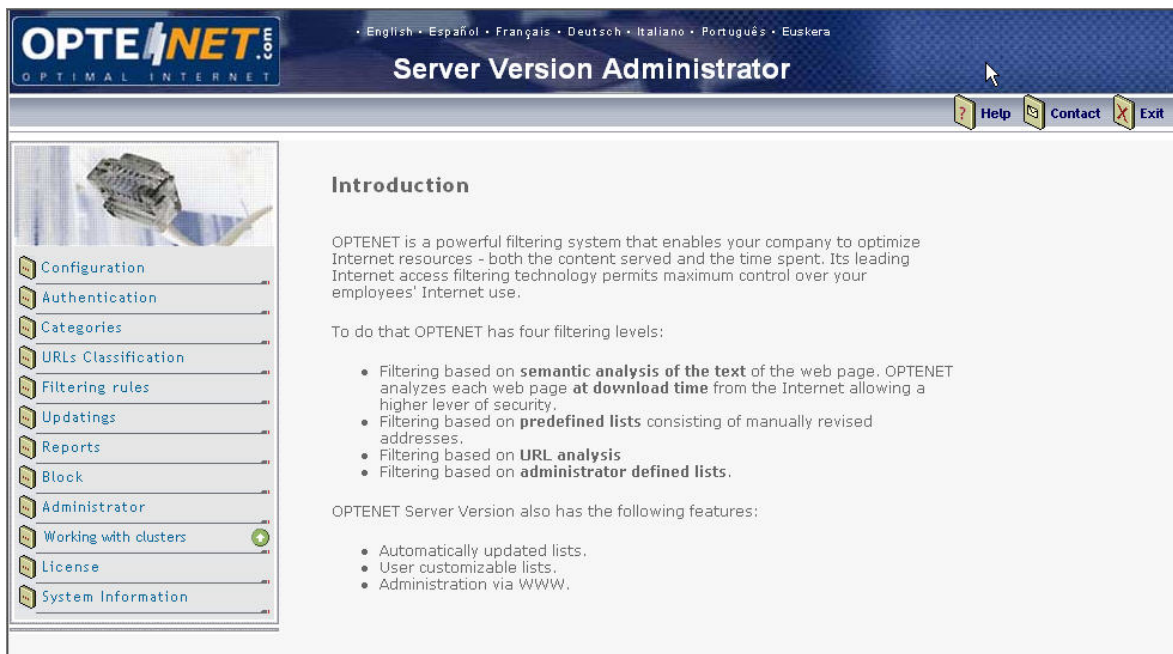 OPTENET.com
OPTIMAL INTERNET
• English • Español • Français • Deutsch • Italiano • Português • Euskera
Server Version Administrator
? Help Contact X Exit
Configuration
Authentication
Categories
URLs Classification
Filtering rules
Updatings
Reports
Block
Administrator
Working with clusters
License
System Information
Introduction
OPTENET is a powerful filtering system that enables your company to optimize
Internet resources - both the content served and the time spent. Its leading
Internet access filtering technology permits maximum control over your
employees' Internet use.
To do that OPTENET has four filtering levels:
• Filtering based on semantic analysis of the text of the web page. OPTENET
analyzes each web page at download time from the Internet allowing a
higher lever of security.
• Filtering based on predefined lists consisting of manually revised
addresses.
• Filtering based on URL analysis
• Filtering based on administrator defined lists.
OPTENET Server Version also has the following features:
• Automatically updated lists.
• User customizable lists.
• Administration via WWW.